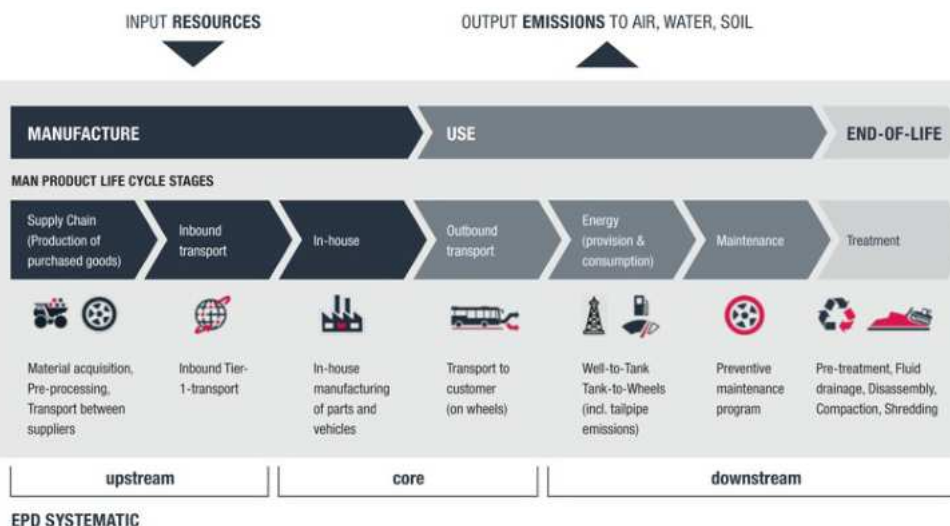 INPUT RESOURCES
OUTPUT EMISSIONS TO AIR, WATER, SOIL
MANUFACTURE
USE
END-OF-LIFE
MAN PRODUCT LIFE CYCLE STAGES
Supply Chain
(Production of
purchased goods)
Inbound
transport
In-house
Outbound
transport
Energy
(provision &
consumption)
Maintenance
Treatment
Material acquisition,
Pre-processing,
Transport between
suppliers
Inbound Tier-
1-transport
In-house
manufacturing
of parts and
vehicles
Transport to
customer
(on wheels)
Well-to-Tank
Tank-to-Wheels
(incl. tailpipe
emissions)
Preventive
maintenance
program
Pre-treatment, Fluid
drainage, Disassembly,
Compaction, Shredding
upstream
core
downstream
EPD SYSTEMATIC